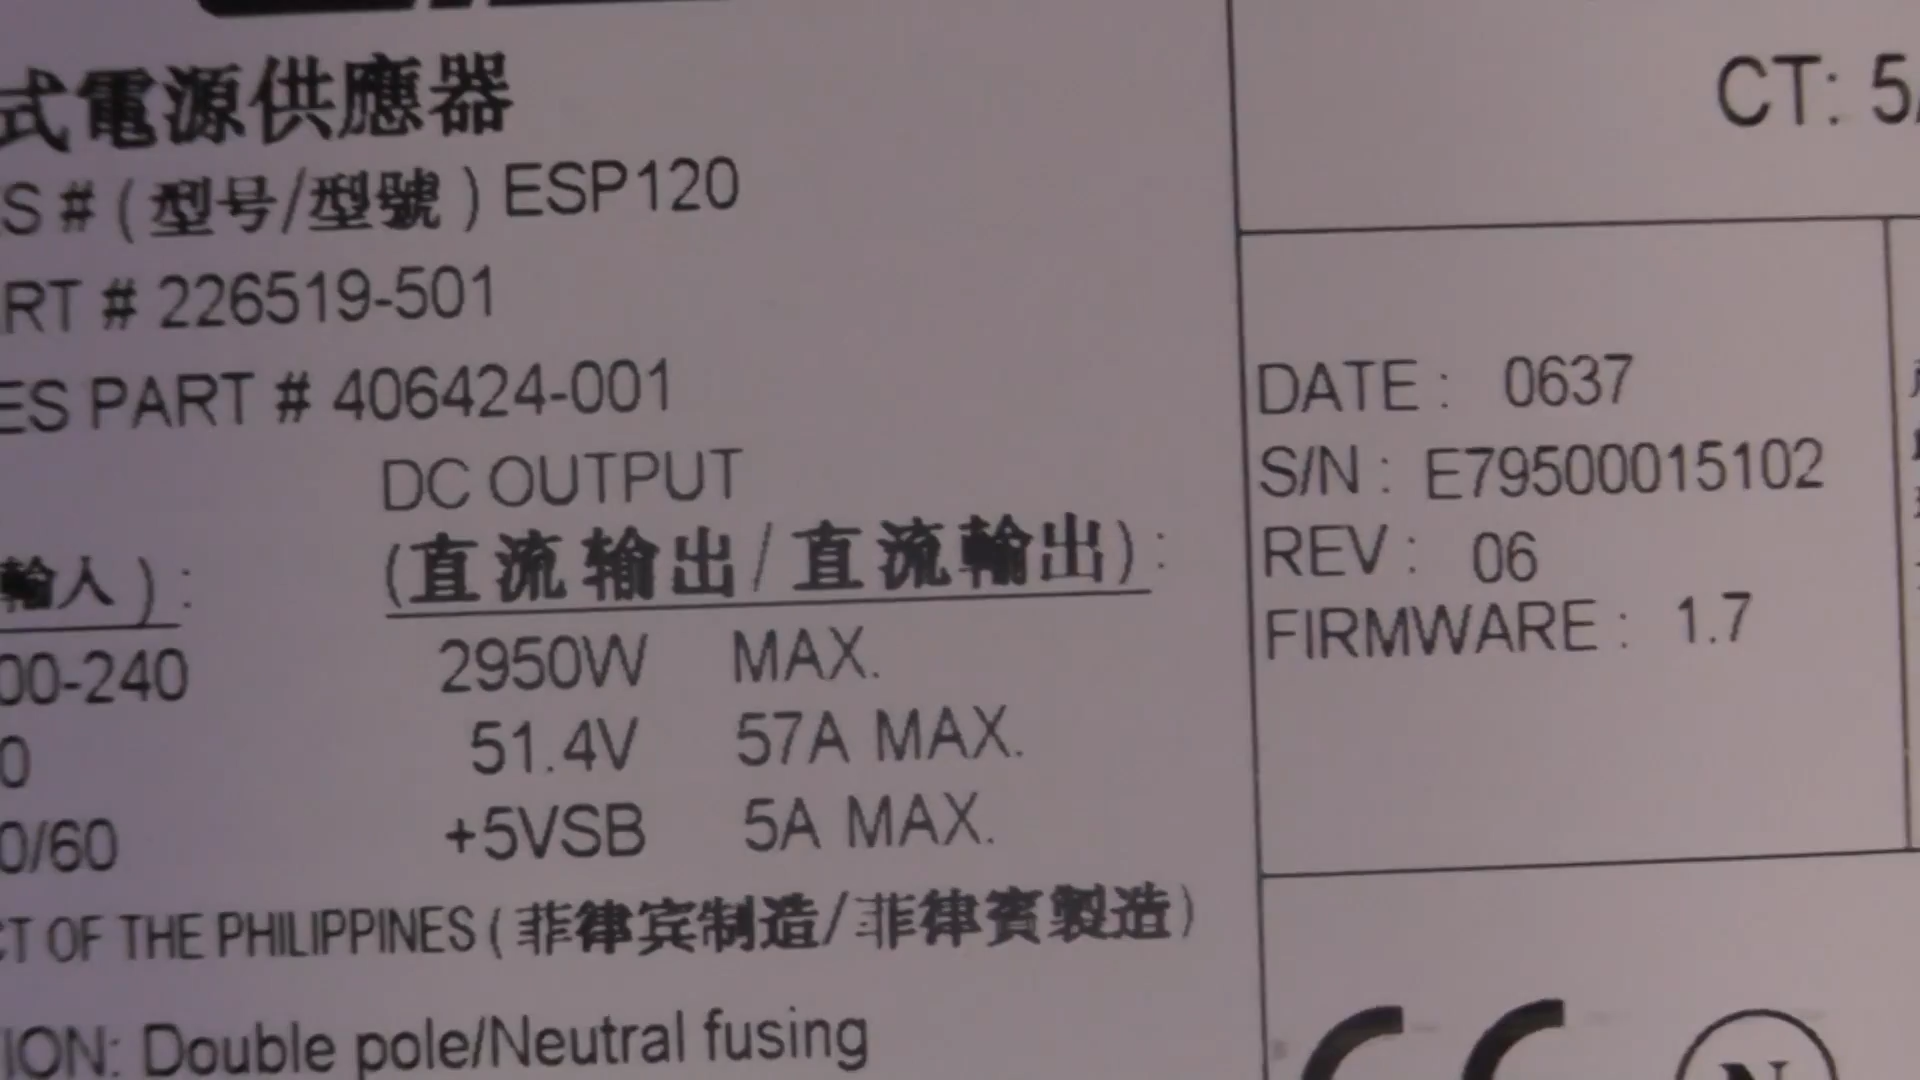 式電源供應器
S # (型号/型號) ESP120
RT # 226519-501
ES PART # 406424-001
DC OUTPUT
輸入) :
(直流输出/直流輸出) :
00-240
2950W MAX.
0
51.4V 57A MAX.
0/60
+5VSB 5A MAX.
CT OF THE PHILIPPINES (菲律宾制造/菲律賓製造)
ION: Double pole/Neutral fusing
CT: 5
DATE : 0637
S/N : E79500015102
REV : 06
FIRMWARE : 1.7
CE
N